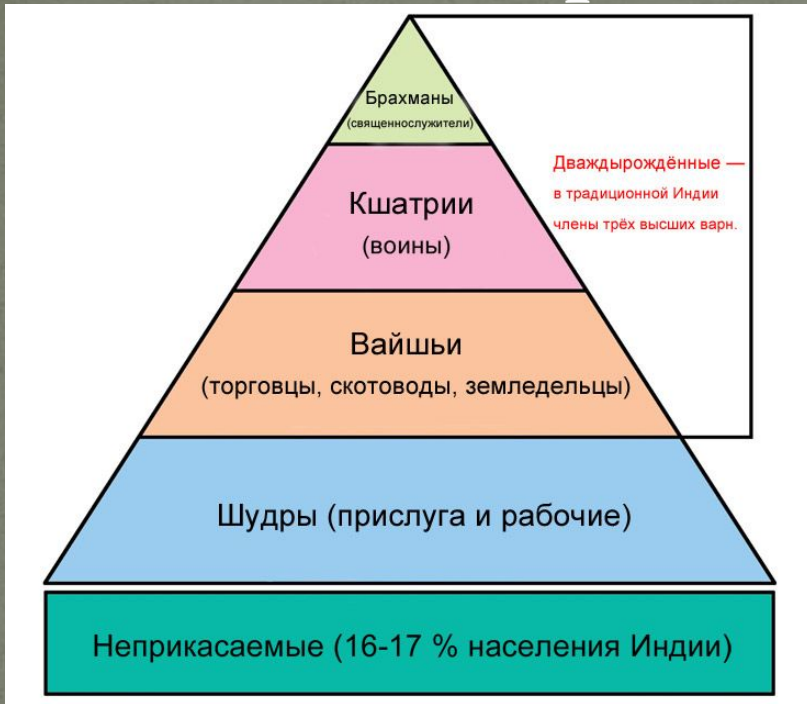 Брахманы
(священнослужители)
Кшатрии
(воины)
Дваждырождённые —
в традиционной Индии
члены трёх высших варн.
Вайшьи
(торговцы, скотоводы, земледельцы)
Шудры (прислуга и рабочие)
Неприкасаемые (16-17 % населения Индии)